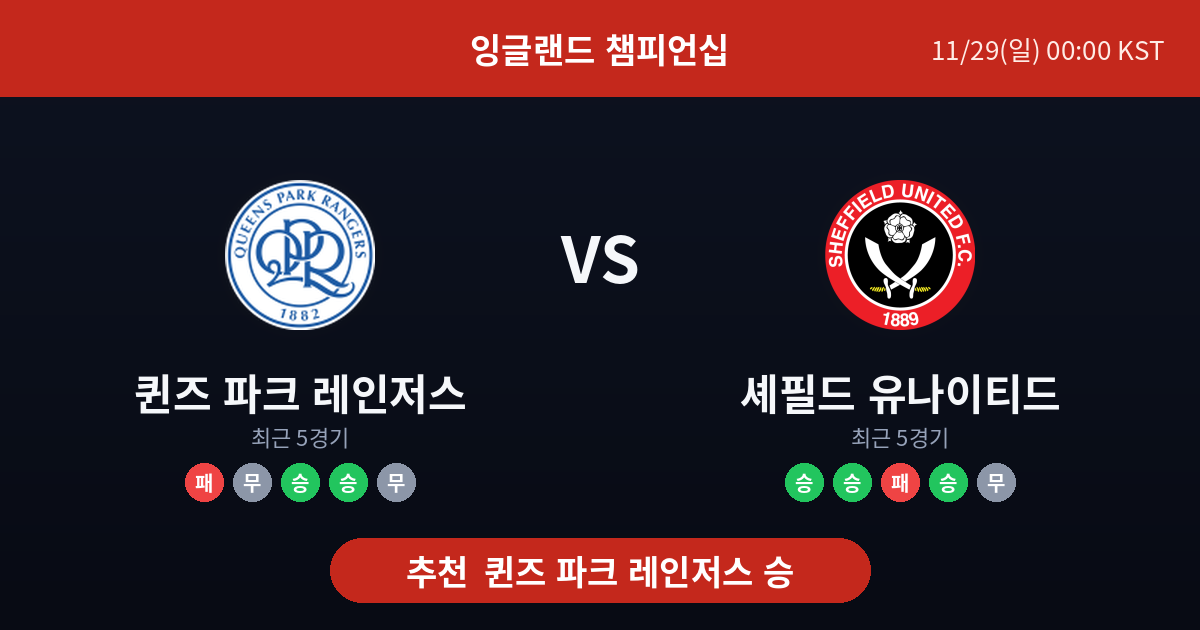 잉글랜드 챔피언십
11/29(일) 00:00 KST
QUEENS PARK RANGERS
QPR
1882
VS
SHEFFIELD UNITED F.C.
1889
퀸즈 파크 레인저스
셰필드 유나이티드
최근 5경기
최근 5경기
패 무 승 승 무
승 승 패 승 무
추천 퀸즈 파크 레인저스 승